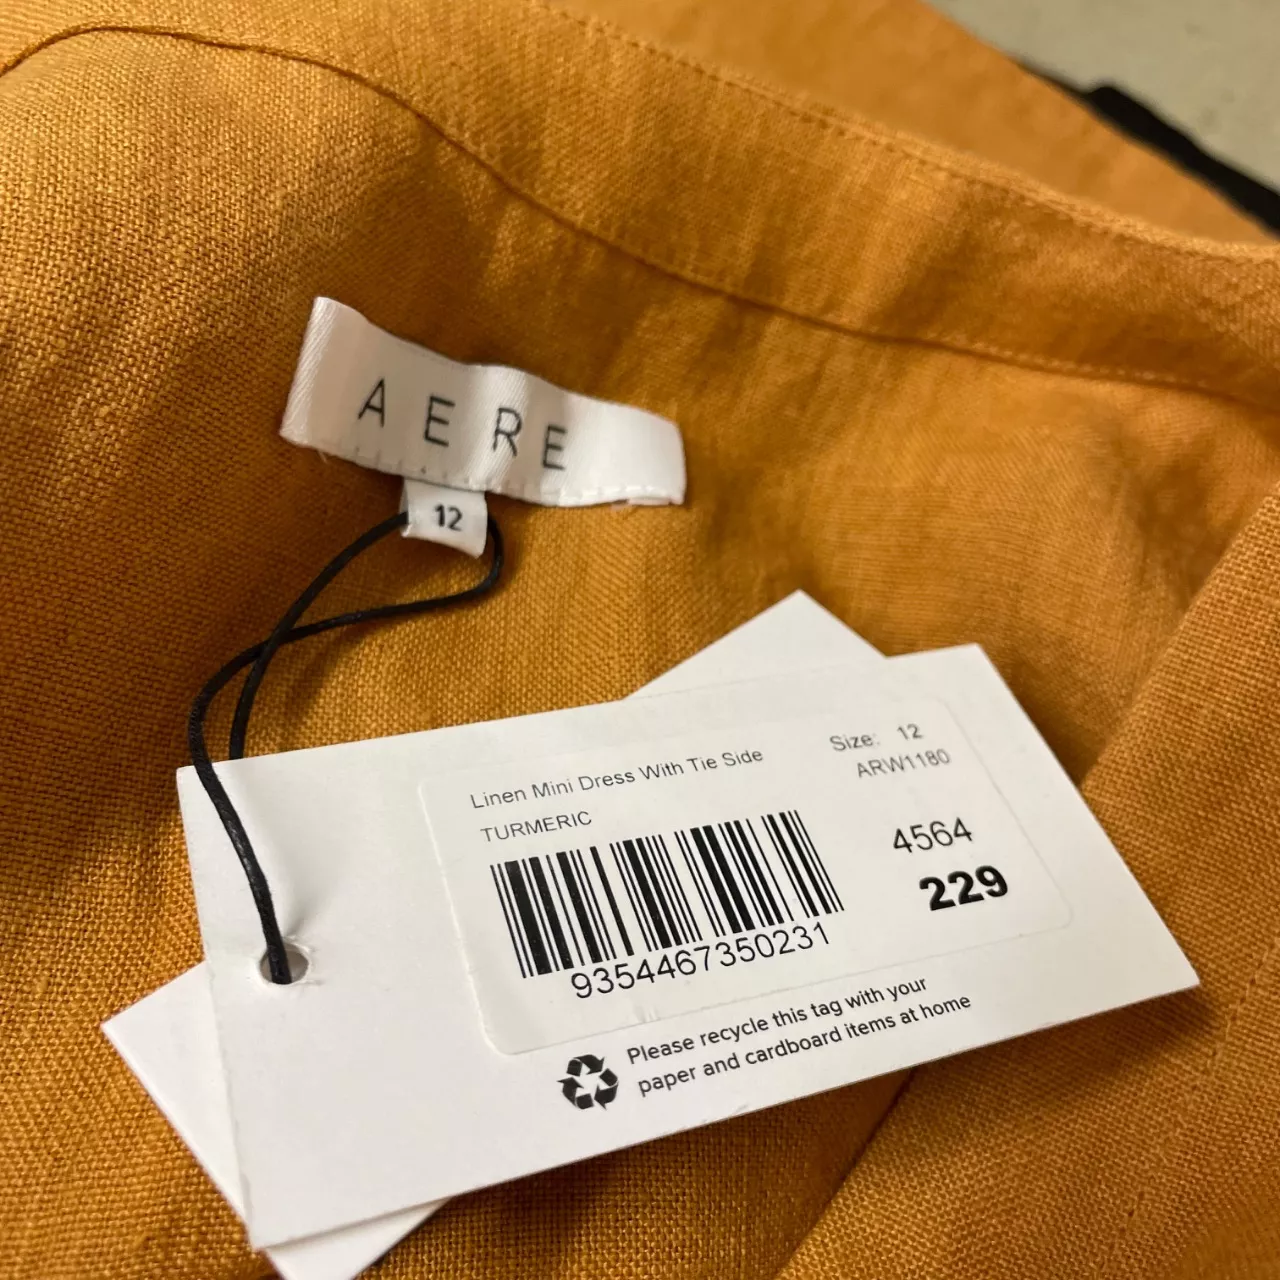 AERE
12
Linen Mini Dress With Tie Side
Size: 12
TURMERIC
ARW1180
4564
229
9354467350231
Please recycle this tag with your
paper and cardboard items at home